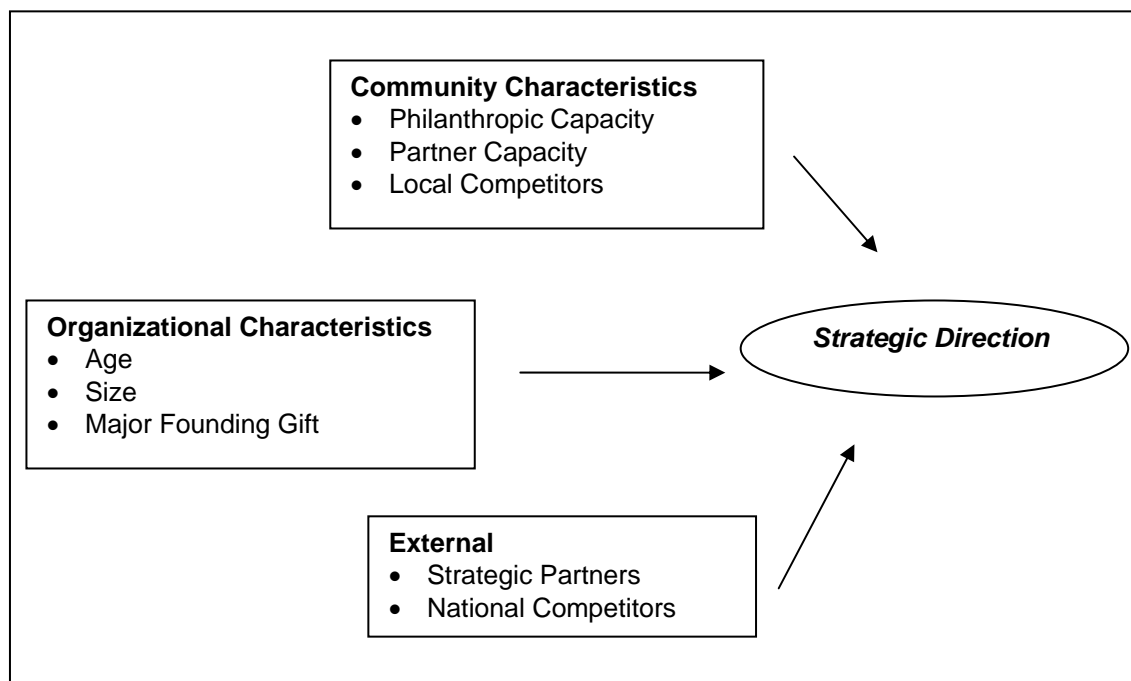 Community Characteristics
• Philanthropic Capacity
• Partner Capacity
• Local Competitors
Organizational Characteristics
• Age
• Size
• Major Founding Gift
Strategic Direction
External
• Strategic Partners
• National Competitors